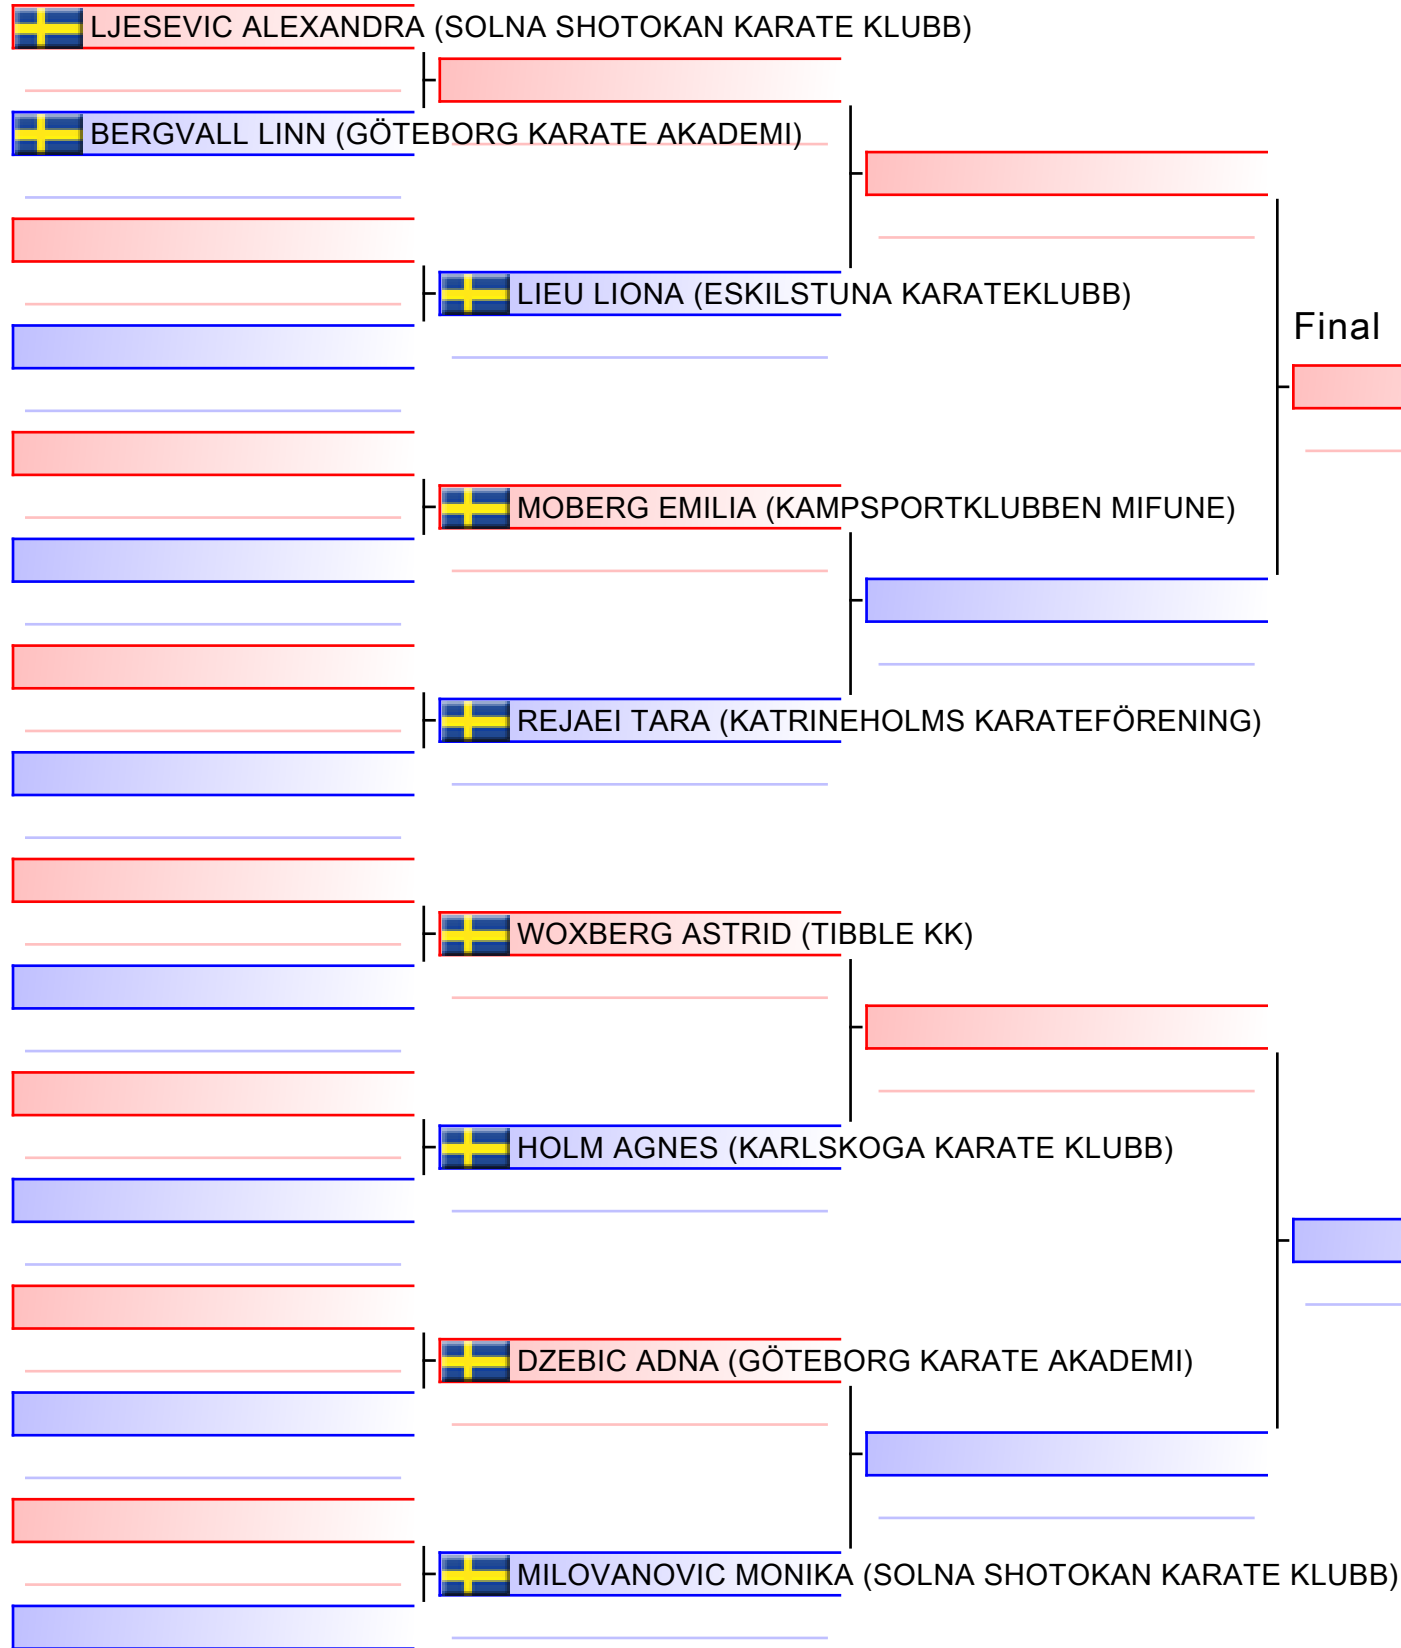 LJESEVIC ALEXANDRA (SOLNA SHOTOKAN KARATE KLUBB)
BERGVALL LINN (GÖTEBORG KARATE AKADEMI)
LIEU LIONA (ESKILSTUNA KARATEKLUBB)
Final
MOBERG EMILIA (KAMPSPORTKLUBBEN MIFUNE)
REJAEI TARA (KATRINEHOLMS KARATEFÖRENING)
WOXBERG ASTRID (TIBBLE KK)
HOLM AGNES (KARLSKOGA KARATE KLUBB)
DZEBIC ADNA (GÖTEBORG KARATE AKADEMI)
MILOVANOVIC MONIKA (SOLNA SHOTOKAN KARATE KLUBB)